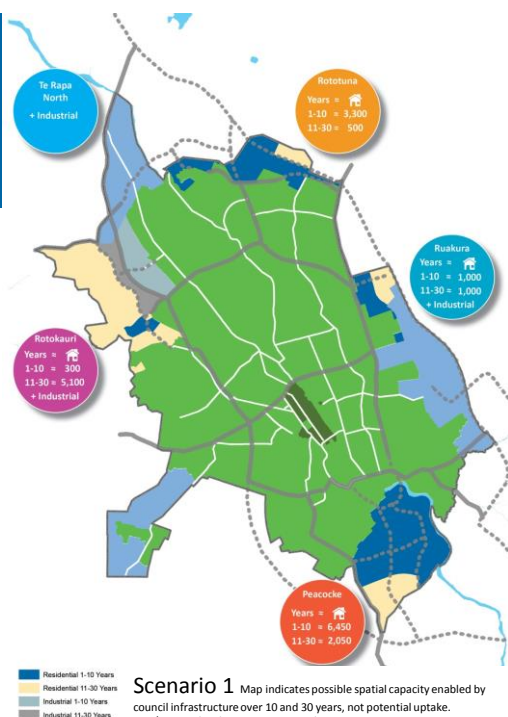 Te Rapa
North
+ Industrial
Rototuna
Years =
1-10 = 3,300
11-30 = 500
Ruakura
Years =
1-10 = 1,000
11-30 = 1,000
+ Industrial
Rotokauri
Years =
1-10 = 300
11-30 = 5,100
+ Industrial
Peacocke
Years =
1-10 = 6,450
11-30 = 2,050
Residential 1-10 Years
Residential 11-30 Years
Industrial 1-10 Years
Industrial 11-30 Years
Scenario 1 Map indicates possible spatial capacity enabled by
council infrastructure over 10 and 30 years, not potential uptake.